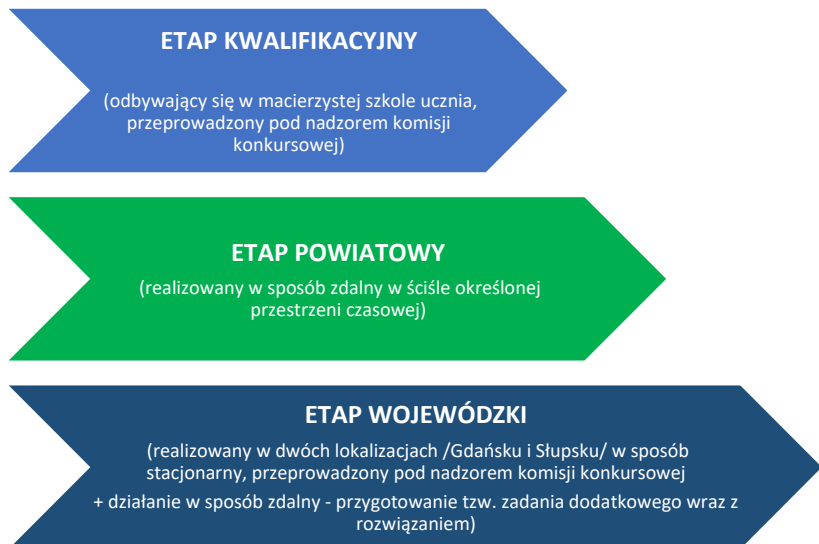 ETAP KWALIFIKACYJNY
(odbywający się w macierzystej szkole ucznia,
przeprowadzony pod nadzorem komisji
konkursowej)
ETAP POWIATOWY
(realizowany w sposób zdalny w ściśle określonej
przestrzeni czasowej)
ETAP WOJEWÓDZKI
(realizowany w dwóch lokalizacjach /Gdańsku i Słupsku/ w sposób
stacjonarny, przeprowadzony pod nadzorem komisji konkursowej
+ działanie w sposób zdalny - przygotowanie tzw. zadania dodatkowego wraz z
rozwiązaniem)